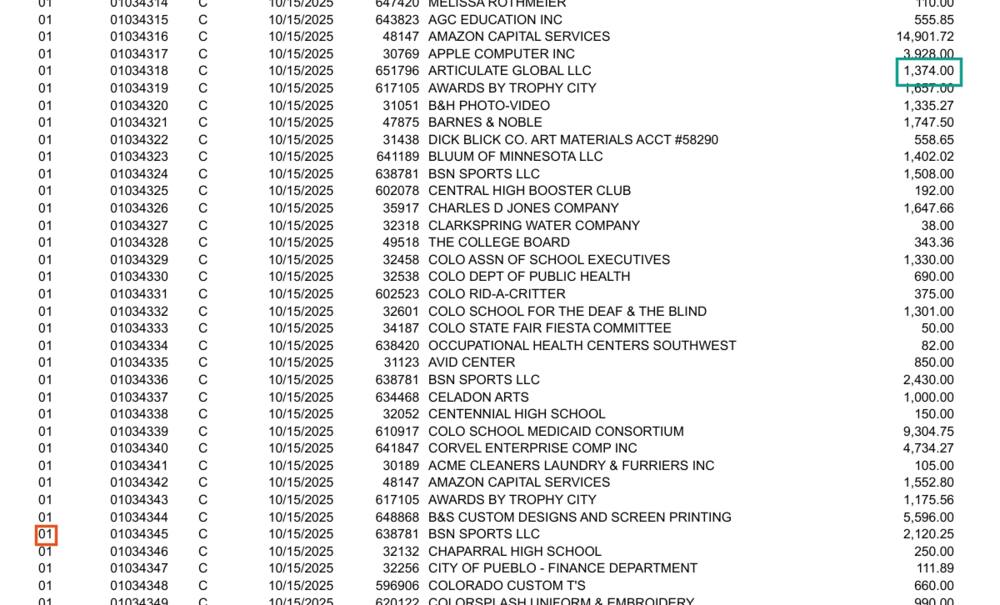 01 01034314 C 10/15/2025 647420 MELISSA ROTHMEIER 110.00
01 01034315 C 10/15/2025 643823 AGC EDUCATION INC 555.85
01 01034316 C 10/15/2025 48147 AMAZON CAPITAL SERVICES 14,901.72
01 01034317 C 10/15/2025 30769 APPLE COMPUTER INC 3,928.00
01 01034318 C 10/15/2025 651796 ARTICULATE GLOBAL LLC 1,374.00
01 01034319 C 10/15/2025 617105 AWARDS BY TROPHY CITY 1,657.00
01 01034320 C 10/15/2025 31051 B&H PHOTO-VIDEO 1,335.27
01 01034321 C 10/15/2025 47875 BARNES & NOBLE 1,747.50
01 01034322 C 10/15/2025 31438 DICK BLICK CO. ART MATERIALS ACCT #58290 558.65
01 01034323 C 10/15/2025 641189 BLUUM OF MINNESOTA LLC 1,402.02
01 01034324 C 10/15/2025 638781 BSN SPORTS LLC 1,508.00
01 01034325 C 10/15/2025 602078 CENTRAL HIGH BOOSTER CLUB 192.00
01 01034326 C 10/15/2025 35917 CHARLES D JONES COMPANY 1,647.66
01 01034327 C 10/15/2025 32318 CLARKSPRING WATER COMPANY 38.00
01 01034328 C 10/15/2025 49518 THE COLLEGE BOARD 343.36
01 01034329 C 10/15/2025 32458 COLO ASSN OF SCHOOL EXECUTIVES 1,330.00
01 01034330 C 10/15/2025 32538 COLO DEPT OF PUBLIC HEALTH 690.00
01 01034331 C 10/15/2025 602523 COLO RID-A-CRITTER 375.00
01 01034332 C 10/15/2025 32601 COLO SCHOOL FOR THE DEAF & THE BLIND 1,301.00
01 01034333 C 10/15/2025 34187 COLO STATE FAIR FIESTA COMMITTEE 50.00
01 01034334 C 10/15/2025 638420 OCCUPATIONAL HEALTH CENTERS SOUTHWEST 82.00
01 01034335 C 10/15/2025 31123 AVID CENTER 850.00
01 01034336 C 10/15/2025 638781 BSN SPORTS LLC 2,430.00
01 01034337 C 10/15/2025 634468 CELADON ARTS 1,000.00
01 01034338 C 10/15/2025 32052 CENTENNIAL HIGH SCHOOL 150.00
01 01034339 C 10/15/2025 610917 COLO SCHOOL MEDICAID CONSORTIUM 9,304.75
01 01034340 C 10/15/2025 641847 CORVEL ENTERPRISE COMP INC 4,734.27
01 01034341 C 10/15/2025 30189 ACME CLEANERS LAUNDRY & FURRIERS INC 105.00
01 01034342 C 10/15/2025 48147 AMAZON CAPITAL SERVICES 1,552.80
01 01034343 C 10/15/2025 617105 AWARDS BY TROPHY CITY 1,175.56
01 01034344 C 10/15/2025 648868 B&S CUSTOM DESIGNS AND SCREEN PRINTING 5,596.00
01 01034345 C 10/15/2025 638781 BSN SPORTS LLC 2,120.25
01 01034346 C 10/15/2025 32132 CHAPARRAL HIGH SCHOOL 250.00
01 01034347 C 10/15/2025 32256 CITY OF PUEBLO - FINANCE DEPARTMENT 111.89
01 01034348 C 10/15/2025 596906 COLORADO CUSTOM T'S 660.00
01 01034349 C 10/15/2025 620122 COLORSPLASH UNIFORM & EMBROIDERY 990.00